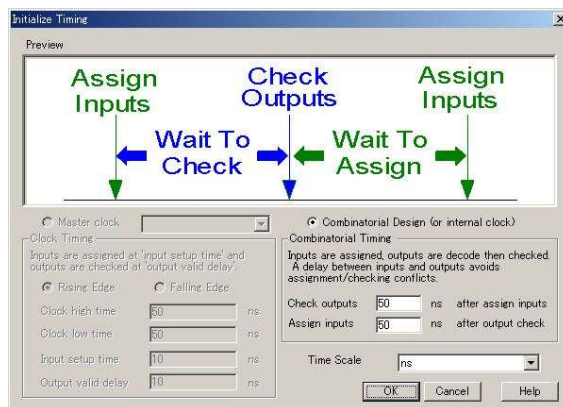 Initialize Timing
Preview
Assign Inputs
Check Outputs
Assign Inputs
Wait To Check
Wait To Assign
Master clock
Combinatorial Design (or internal clock)
Clock Timing
Inputs are assigned at 'input setup time' and
outputs are checked at 'output valid delay'.
Rising Edge
Falling Edge
Clock high time 50 ns
Clock low time 50 ns
Input setup time 10 ns
Output valid delay 10 ns
Combinatorial Timing
Inputs are assigned, outputs are decode then checked.
A delay between inputs and outputs avoids
assignment/checking conflicts.
Check outputs 50 ns after assign inputs
Assign inputs 50 ns after output check
Time Scale ns
OK Cancel Help